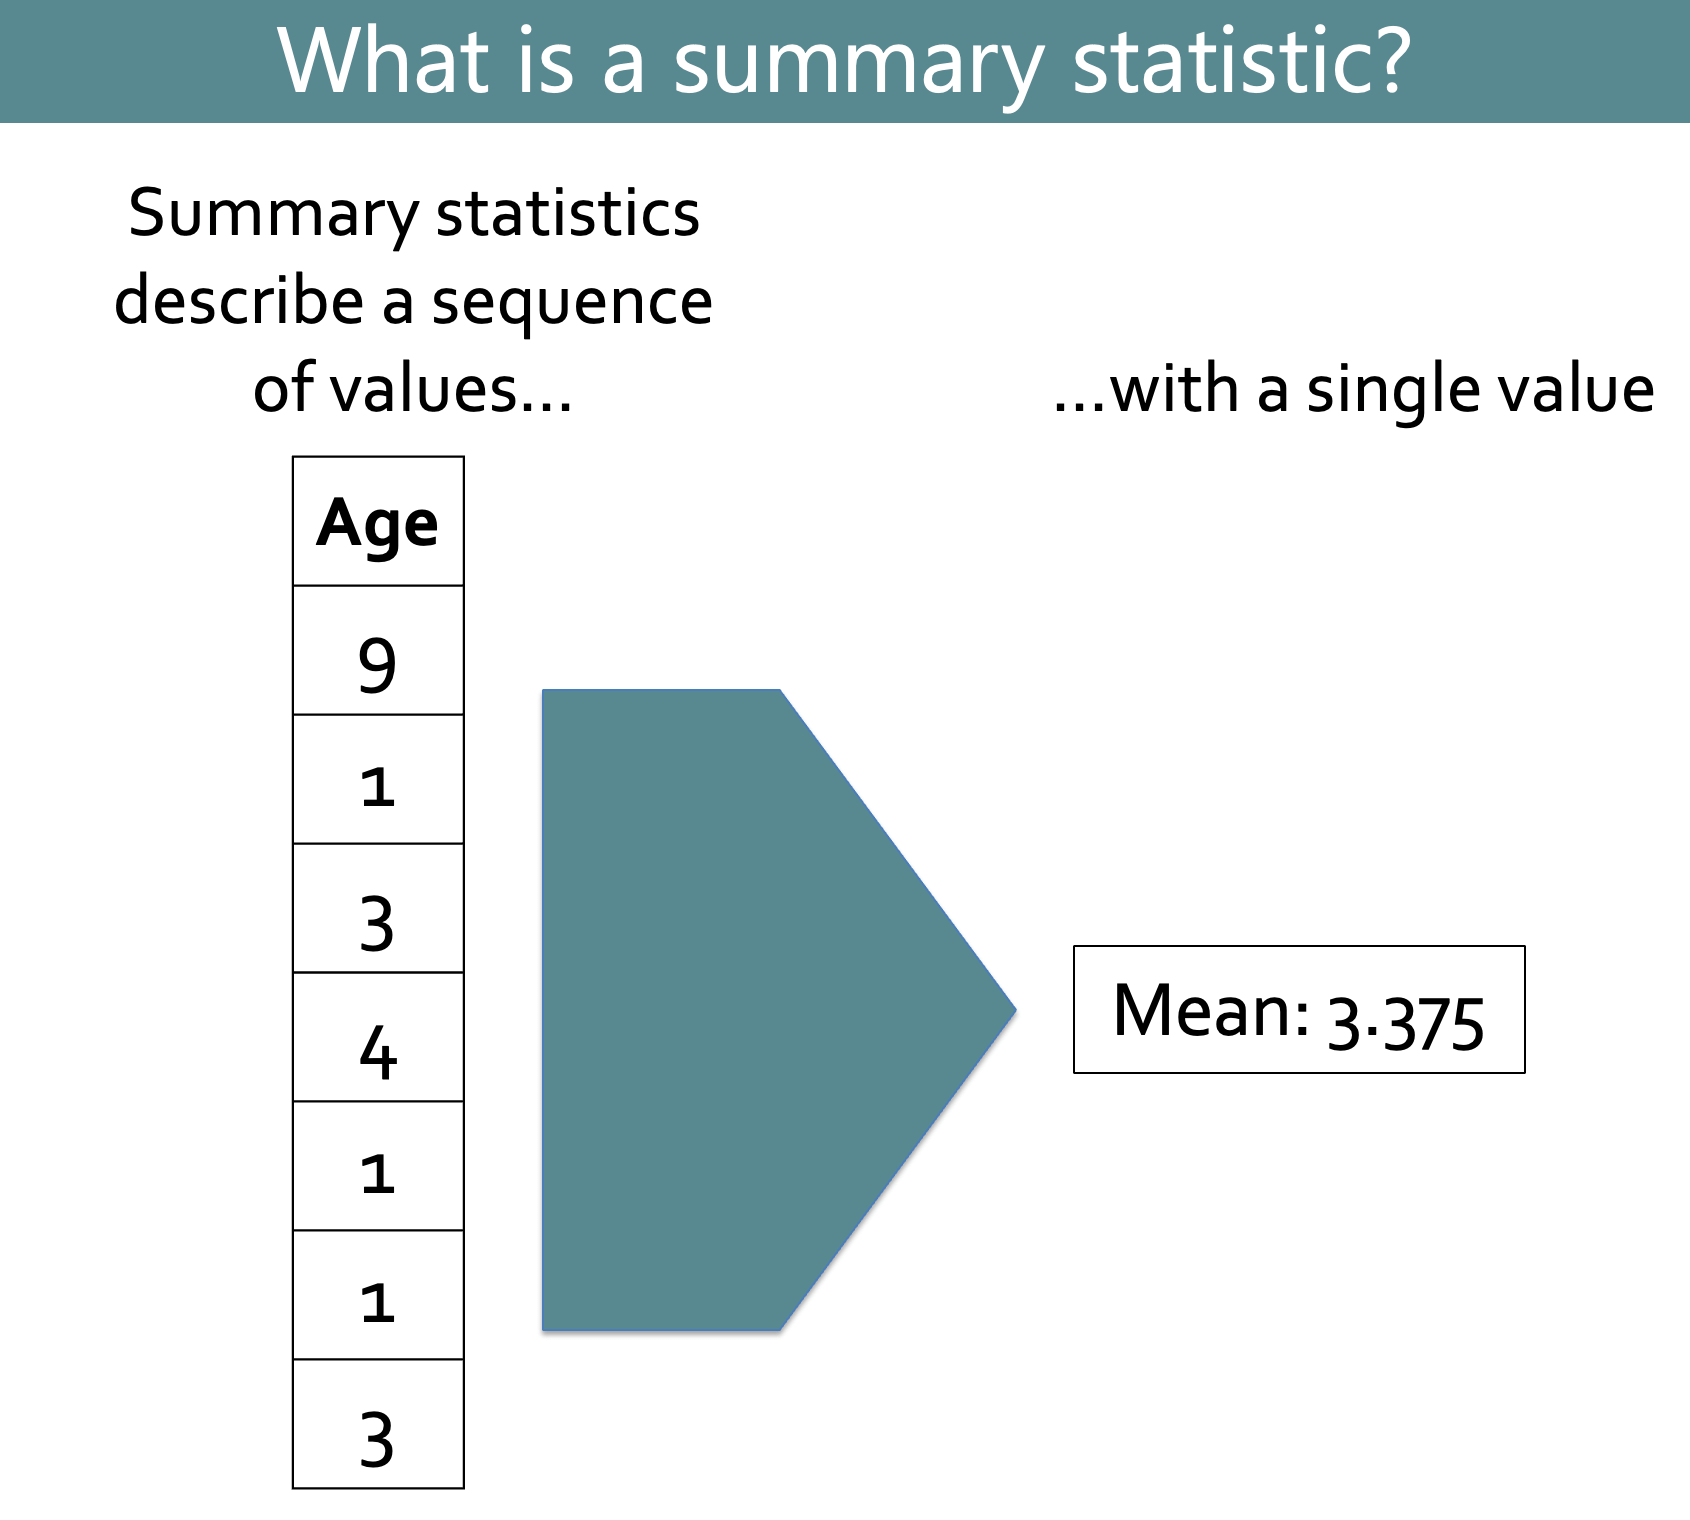 What is a summary statistic?
Summary statistics
describe a sequence
of values...
...with a single value
Age
9
1
3
4
1
1
3
Mean: 3.375